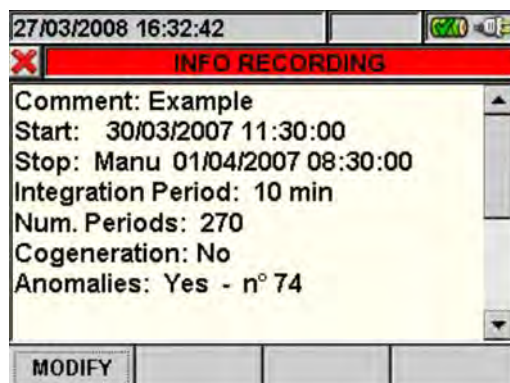 27/03/2008 16:32:42
INFO RECORDING
Comment: Example
Start: 30/03/2007 11:30:00
Stop: Manu 01/04/2007 08:30:00
Integration Period: 10 min
Num. Periods: 270
Cogeneration: No
Anomalies: Yes - n° 74
MODIFY